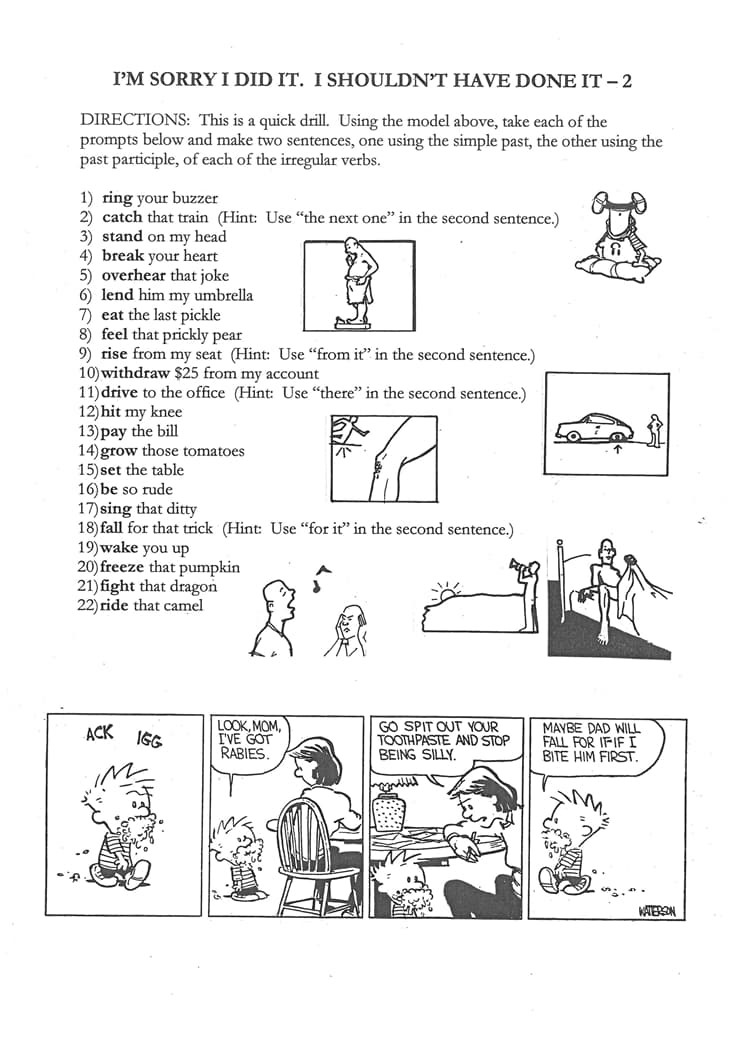 I'M SORRY I DID IT. I SHOULDN'T HAVE DONE IT – 2
DIRECTIONS: This is a quick drill. Using the model above, take each of the
prompts below and make two sentences, one using the simple past, the other using the
past participle, of each of the irregular verbs.
1) ring your buzzer
2) catch that train (Hint: Use "the next one" in the second sentence.)
3) stand on my head
4) break your heart
5) overhear that joke
6) lend him my umbrella
7) eat the last pickle
8) feel that prickly pear
9) rise from my seat (Hint: Use "from it" in the second sentence.)
10) withdraw $25 from my account
11) drive to the office (Hint: Use "there" in the second sentence.)
12) hit my knee
13) pay the bill
14) grow those tomatoes
15) set the table
16) be so rude
17) sing that ditty
18) fall for that trick (Hint: Use "for it" in the second sentence.)
19) wake you up
20) freeze that pumpkin
21) fight that dragon
22) ride that camel
ACK IGG
LOOK, MOM,
I'VE GOT
RABIES.
GO SPIT OUT YOUR
TOOTHPASTE AND STOP
BEING SILLY.
MAYBE DAD WILL
FALL FOR IT IF I
BITE HIM FIRST.
WATERSON